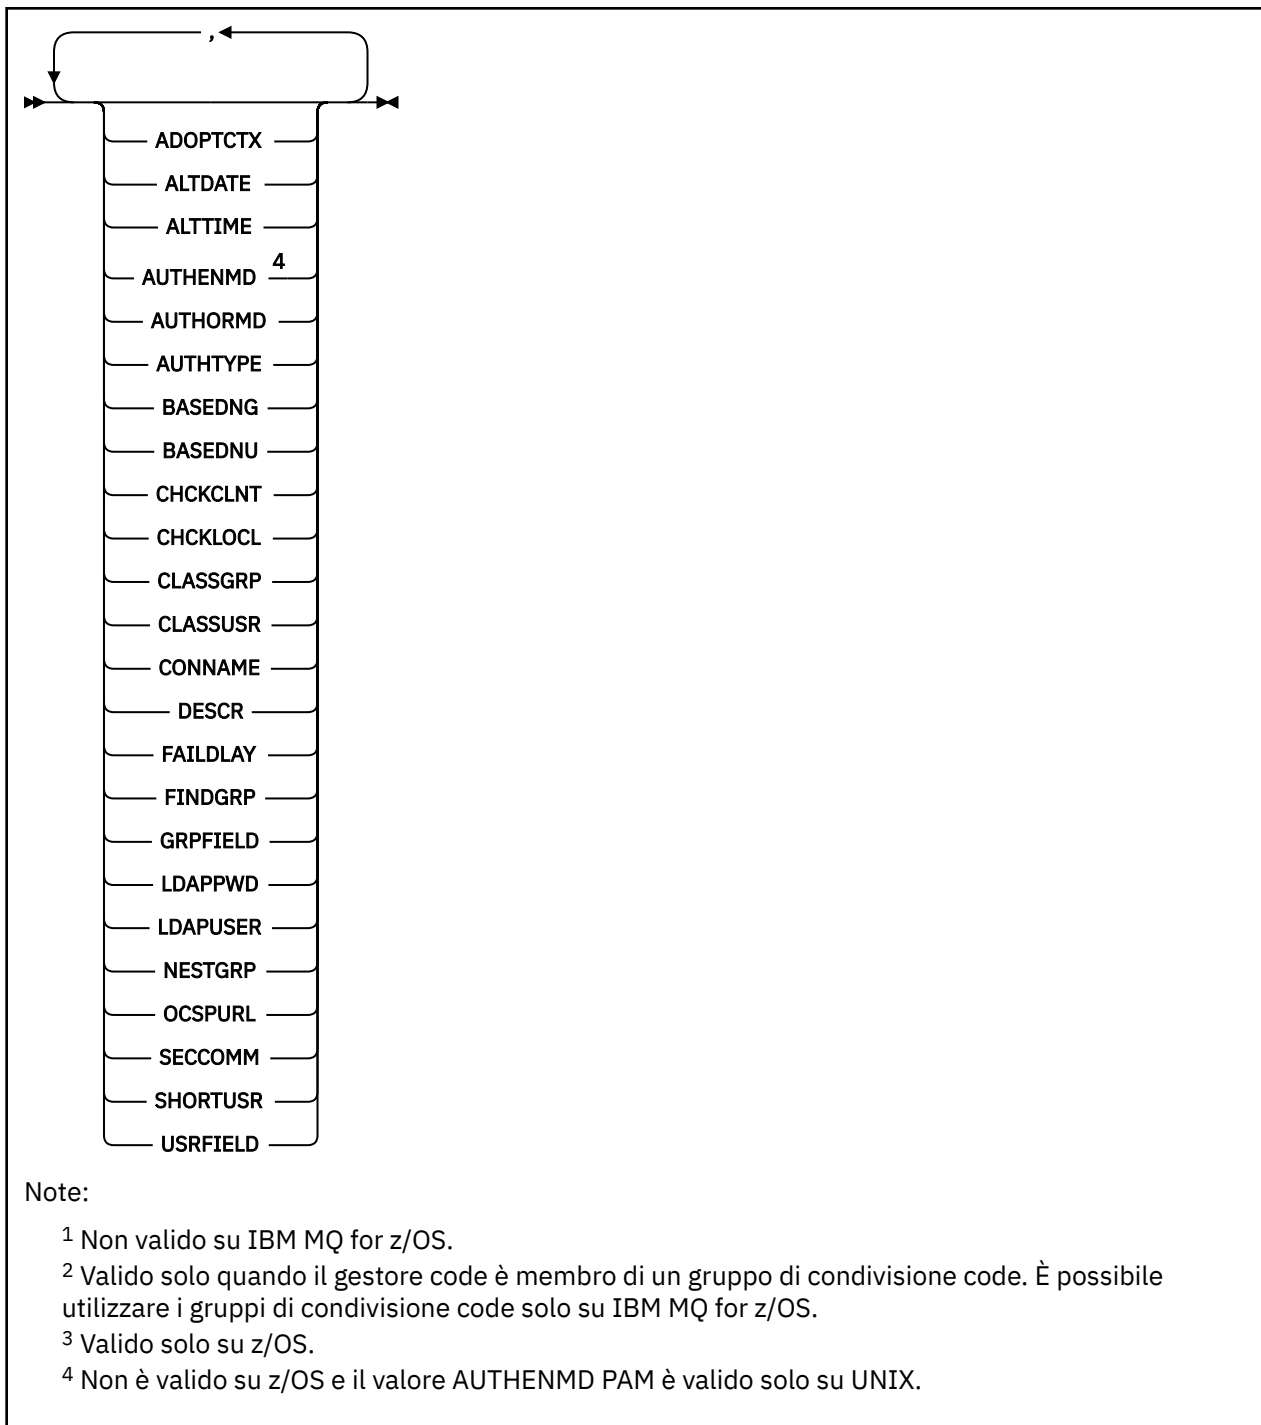 ,
ADOPTCTX
ALTDATE
ALTTIME
AUTHENMD 4
AUTHORMD
AUTHTYPE
BASEDNG
BASEDNU
CHCKCLNT
CHCKLOCL
CLASSGRP
CLASSUSR
CONNAME
DESCR
FAILDLAY
FINDGRP
GRPFIELD
LDAPPWD
LDAPUSER
NESTGRP
OCSPURL
SECCOMM
SHORTUSR
USRFIELD
Note:
1 Non valido su IBM MQ for z/OS.
2 Valido solo quando il gestore code è membro di un gruppo di condivisione code. È possibile
utilizzare i gruppi di condivisione code solo su IBM MQ for z/OS.
3 Valido solo su z/OS.
4 Non è valido su z/OS e il valore AUTHENMD PAM è valido solo su UNIX.